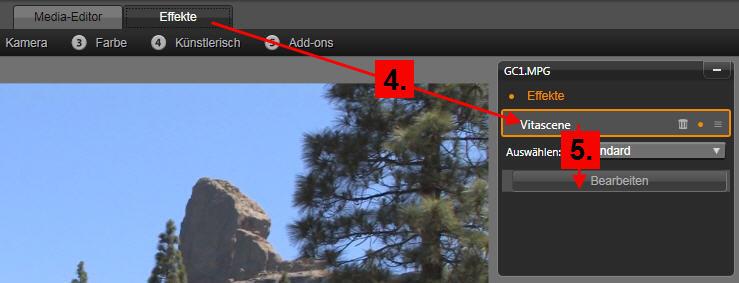 Media-Editor Effekte
Kamera 3 Farbe 4 Künstlerisch 5 Add-ons
4.
GC1.MPG
Effekte
Vitascene
5.
Auswählen: ndard
Bearbeiten